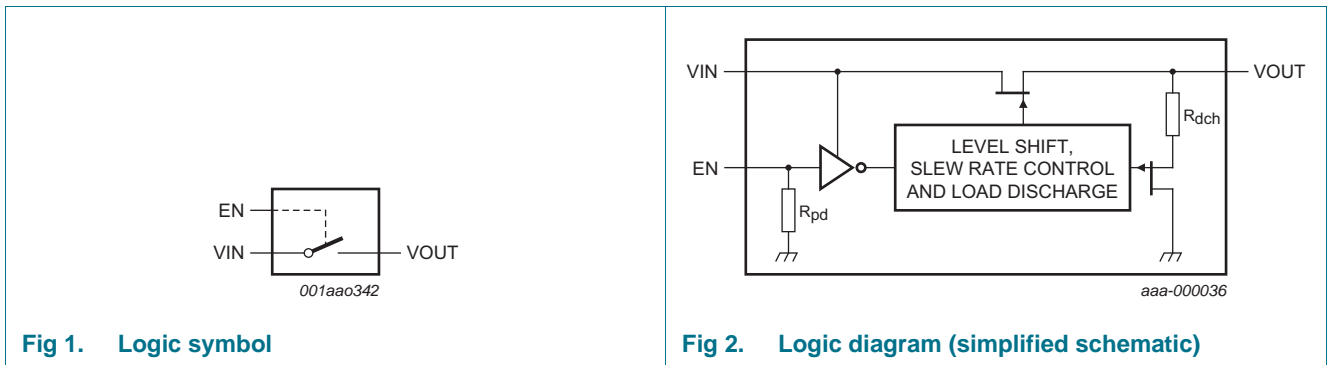 EN
VIN
VOUT
001aao342
Fig 1. Logic symbol
VIN
VOUT
Rdch
EN
LEVEL SHIFT,
SLEW RATE CONTROL
AND LOAD DISCHARGE
Rpd
aaa-000036
Fig 2. Logic diagram (simplified schematic)